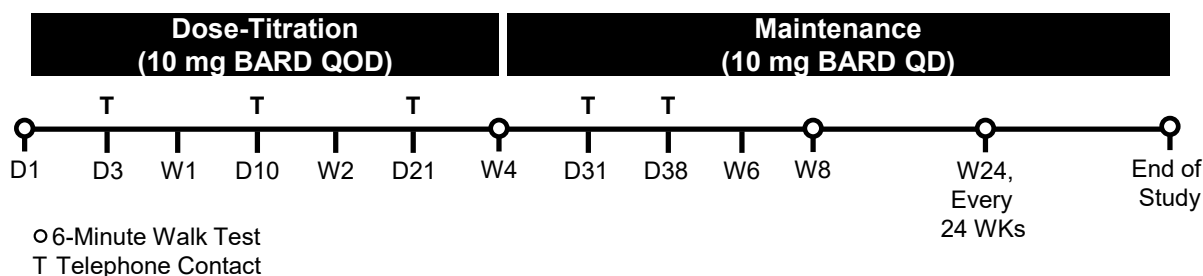 Dose-Titration
(10 mg BARD QOD)
Maintenance
(10 mg BARD QD)
T T T T T
D1 D3 W1 D10 W2 D21 W4 D31 D38 W6 W8 W24, End of
Every Study
24 WKs
6-Minute Walk Test
T Telephone Contact